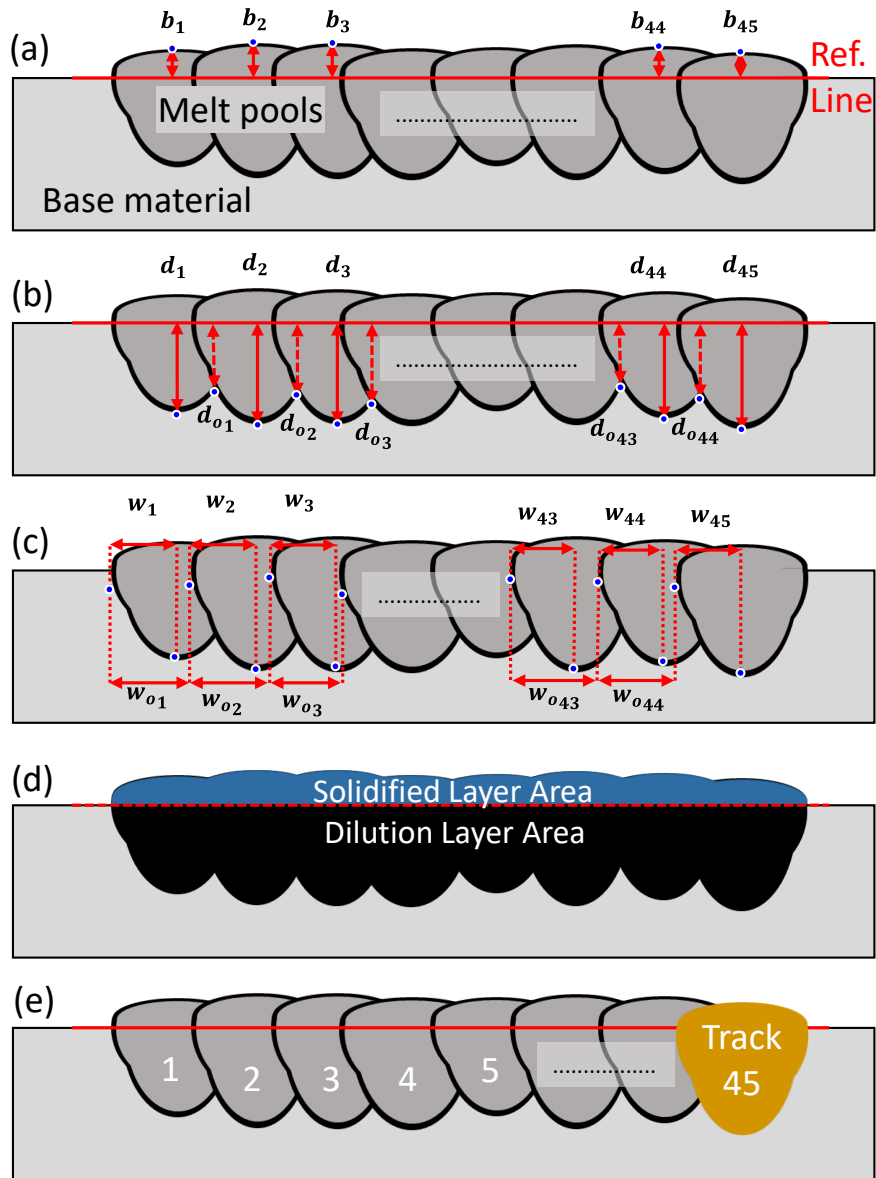 (a)
b₁ b₂ b₃ b₄₄ b₄₅
Ref.
Line
Melt pools
..............................
Base material
(b)
d₁ d₂ d₃ d₄₄ d₄₅
..............................
dₒ₁ dₒ₂ dₒ₃ dₒ₄₃ dₒ₄₄
(c)
w₁ w₂ w₃ w₄₃ w₄₄ w₄₅
.................
wₒ₁ wₒ₂ wₒ₃ wₒ₄₃ wₒ₄₄
(d)
Solidified Layer Area
Dilution Layer Area
(e)
1 2 3 4 5 ................. Track
45